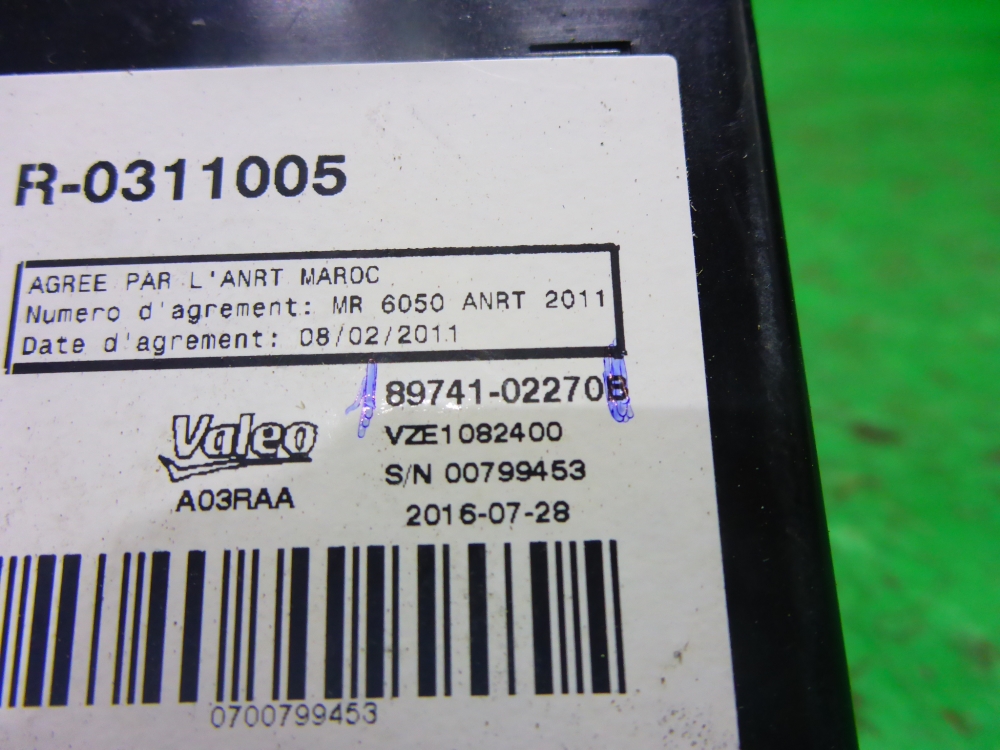 R-0311005
AGREE PAR L'ANRT MAROC
Numero d'agrement: MR 6050 ANRT 2011
Date d'agrement: 08/02/2011
89741-02270B
Valeo
VZE1082400
S/N 00799453
A03RAA
2016-07-28
0700799453